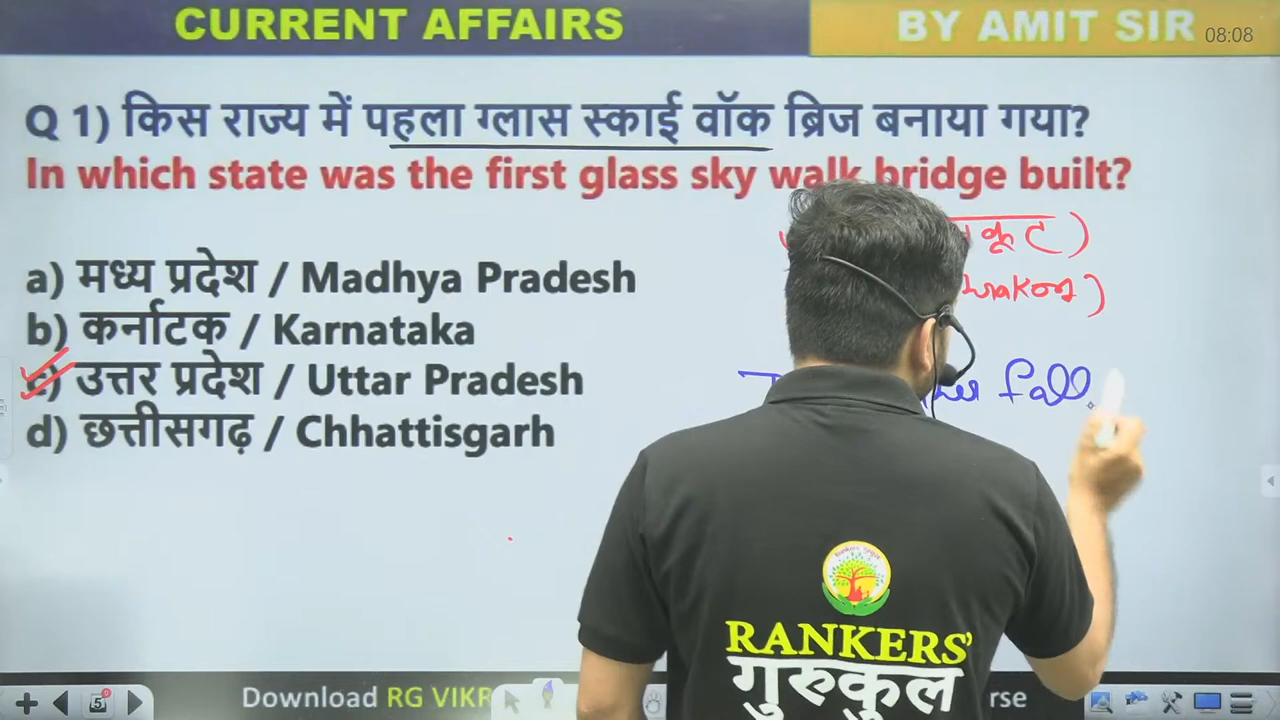 CURRENT AFFAIRS
BY AMIT SIR 08:08
Q 1) किस राज्य में पहला ग्लास स्काई वॉक ब्रिज बनाया गया?
In which state was the first glass sky walk bridge built?
a) मध्य प्रदेश / Madhya Pradesh
b) कर्नाटक / Karnataka
c) उत्तर प्रदेश / Uttar Pradesh
d) छत्तीसगढ़ / Chhattisgarh
fall
RANKERS'
गुरुकुल
Download RG VIKR